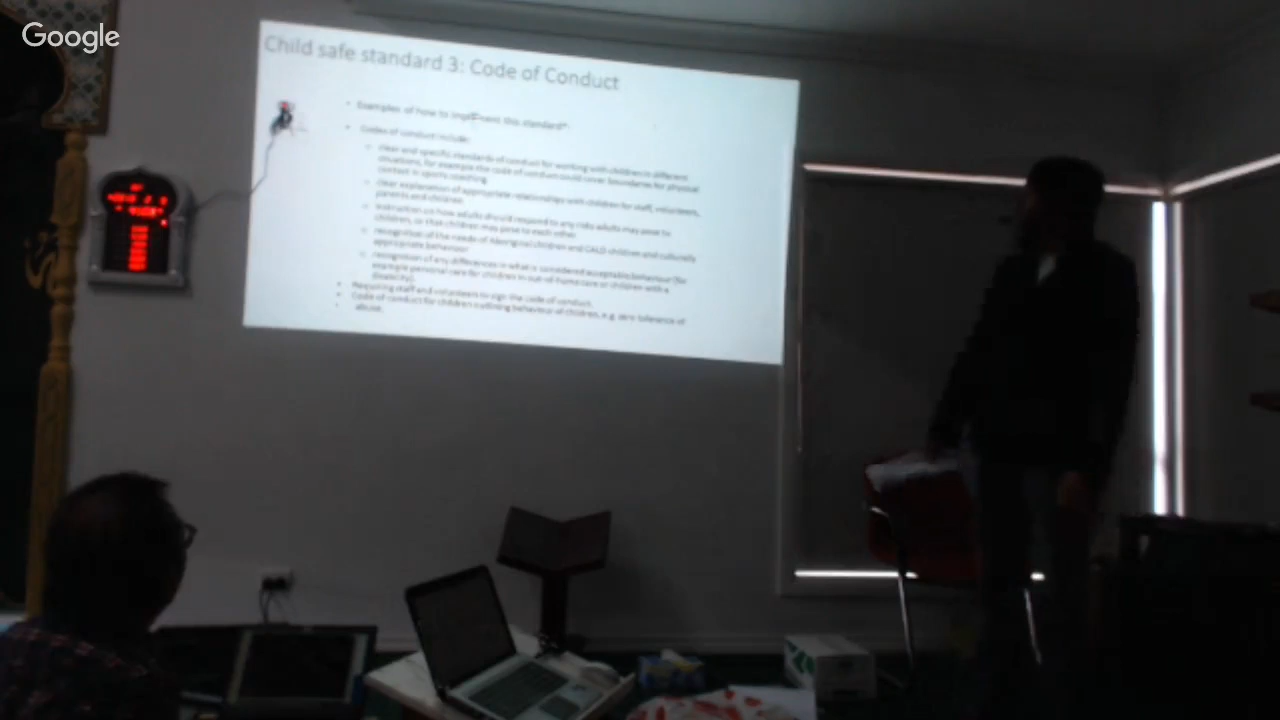 Google
Child safe standard 3: Code of Conduct
Examples of how to implement this standard*:
Codes of conduct include:
clear and specific standards of conduct for working with children in different
situations, for example the code of conduct could cover boundaries for physical
contact in sports coaching
clear explanation of appropriate relationships with children for staff, volunteers,
parents and children
instruction on how adults should respond to any risks adults may pose to
children, or that children may pose to each other
recognition of the needs of Aboriginal children and CALD children and culturally
appropriate behaviour
recognition of any differences in what is considered acceptable behaviour (for
example personal care for children in out-of-home care or children with a
disability).
Requiring staff and volunteers to sign the code of conduct.
Code of conduct for children outlining behaviour of children, e.g. zero tolerance of
abuse.